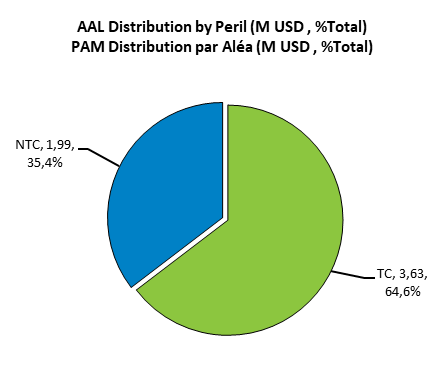 AAL Distribution by Peril (M USD , %Total)
PAM Distribution par Aléa (M USD , %Total)
NTC, 1,99,
35,4%
TC, 3,63,
64,6%